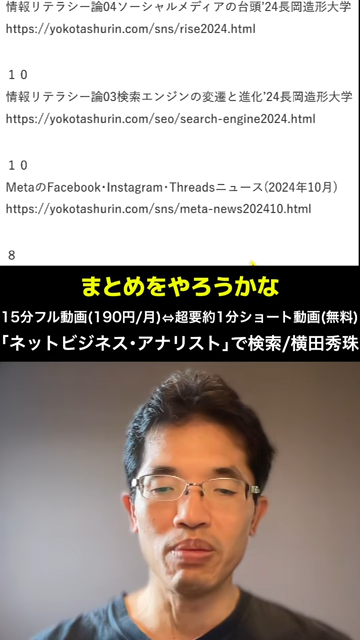 情報リテラシー論04ソーシャルメディアの台頭’24長岡造形大学
https://yokotashurin.com/sns/rise2024.html
１０
情報リテラシー論03検索エンジンの変遷と進化’24長岡造形大学
https://yokotashurin.com/seo/search-engine2024.html
１０
MetaのFacebook･Instagram･Threadsニュース(2024年10月)
https://yokotashurin.com/sns/meta-news202410.html
８
まとめをやろうかな
15分フル動画(190円/月)⇔超要約1分ショート動画(無料)
｢ネットビジネス･アナリスト｣で検索/横田秀珠